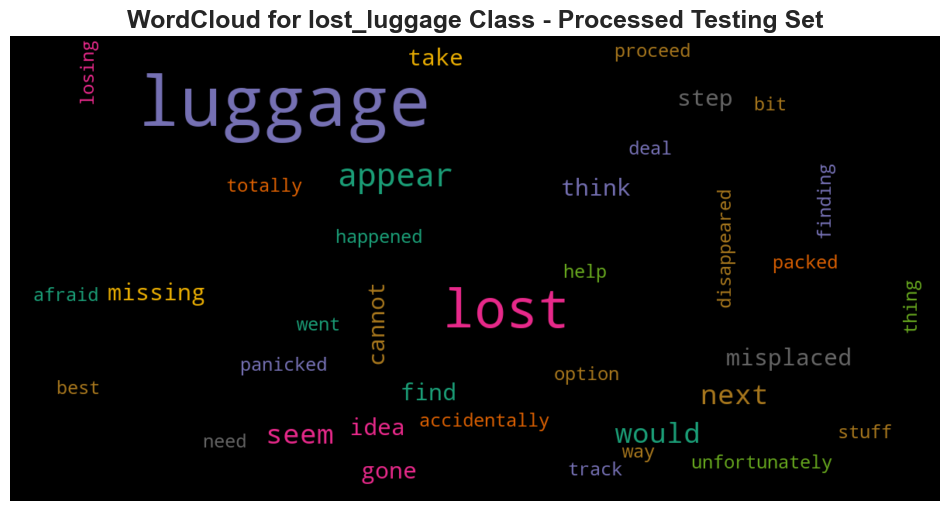 WordCloud for lost_luggage Class - Processed Testing Set
losing
take
proceed
luggage
step
bit
deal
appear
think
totally
finding
disappeared
happened
packed
help
afraid
missing
lost
cannot
went
thing
misplaced
panicked
option
best
find
next
accidentally
seem
idea
would
stuff
need
way
unfortunately
gone
track